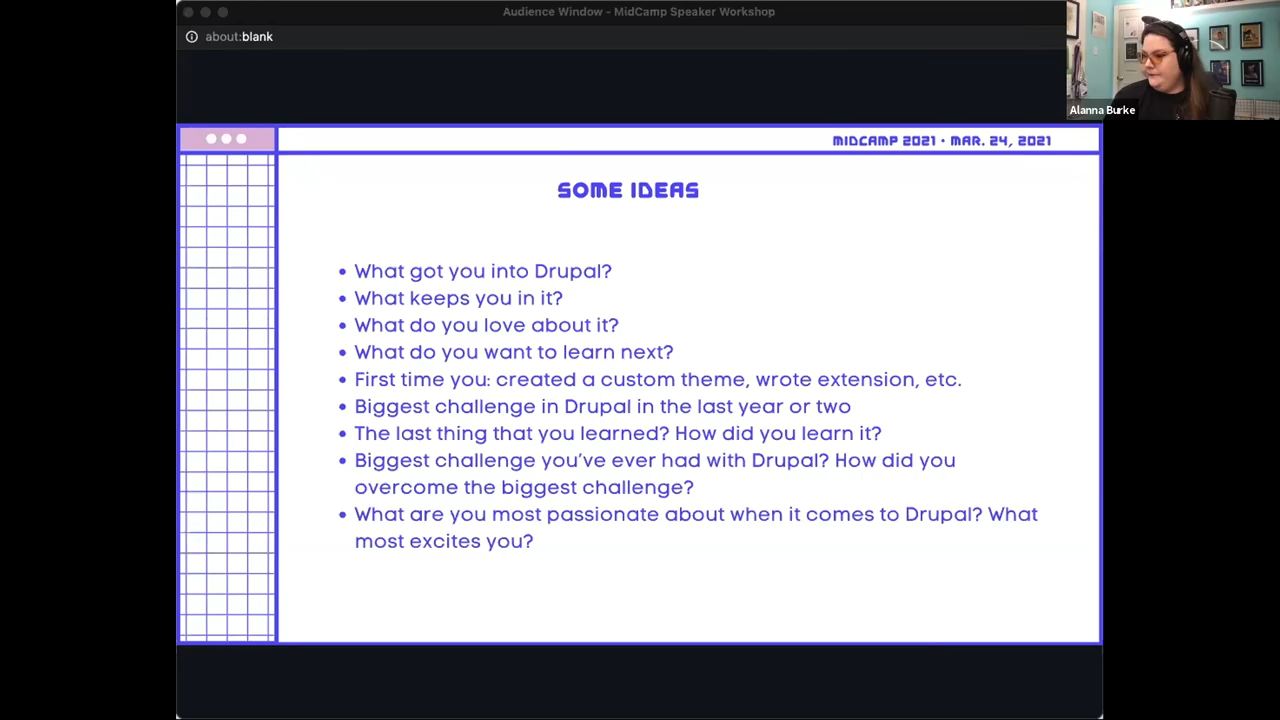 Audience Window - MidCamp Speaker Workshop
about:blank
Alanna Burke
MIDCAMP 2021 • MAR. 24, 2021
SOME IDEAS
• What got you into Drupal?
• What keeps you in it?
• What do you love about it?
• What do you want to learn next?
• First time you: created a custom theme, wrote extension, etc.
• Biggest challenge in Drupal in the last year or two
• The last thing that you learned? How did you learn it?
• Biggest challenge you’ve ever had with Drupal? How did you
overcome the biggest challenge?
• What are you most passionate about when it comes to Drupal? What
most excites you?